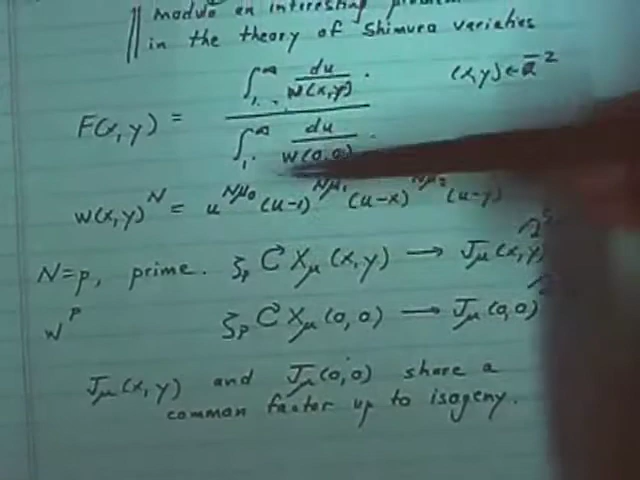 modulo an interesting problem
in the theory of Shimura varieties
F(x,y) = ∫₁^∞ du/w(x,y) / ∫₁^∞ du/w(0,0)   (x,y) ∈ Q̄²
w(x,y)^N = u^{Nμ₀} (u-1)^{Nμ₁} (u-x)^{Nμ₂} (u-y)
N=p, prime. ζₚ C X_μ(x,y) → J_μ(x,y)
w^p ζₚ C X_μ(0,0) → J_μ(0,0)
J_μ(x,y) and J_μ(0,0) share a
common factor up to isogeny.